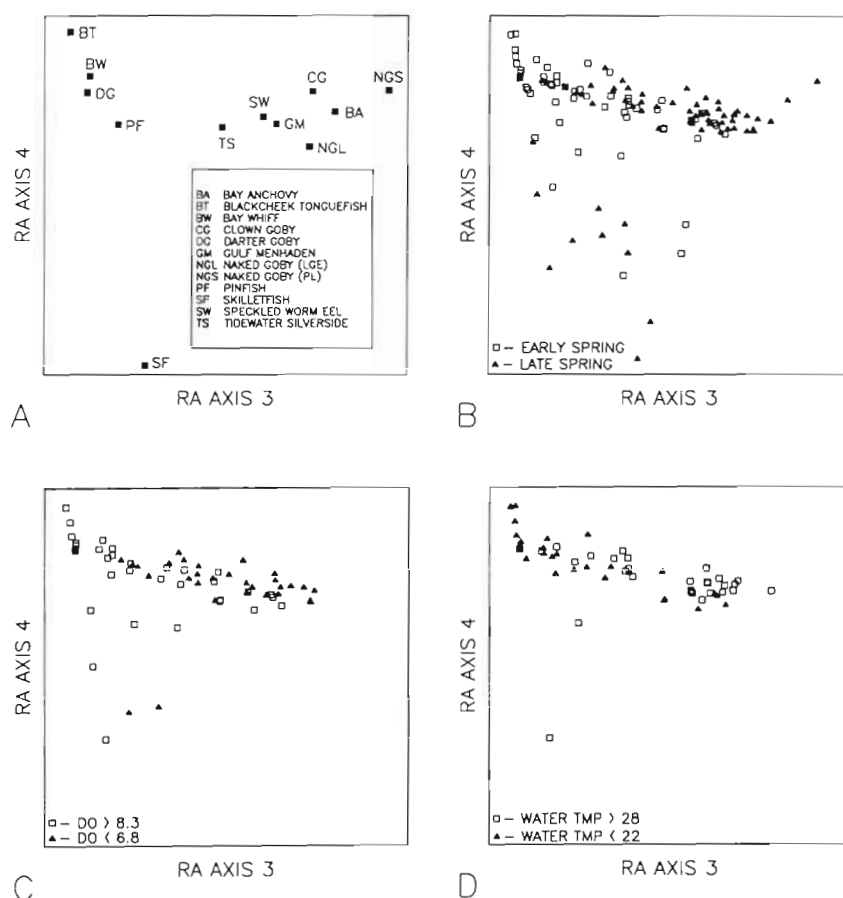 BT
BW
DG
PF
CG
NGS
SW
BA
GM
TS
NGL
BA BAY ANCHOVY
BT BLACKCHEEK TONGUEFISH
BW BAY WHIFF
CG CLOWN GOBY
DG DARTER GOBY
GM GULF MENHADEN
NGL NAKED GOBY (LGE)
NGS NAKED GOBY (PL)
PF PINFISH
SF SKILLETFISH
SW SPECKLED WORM EEL
TS TIDEWATER SILVERSIDE
SF
RA AXIS 4
RA AXIS 3
A
RA AXIS 4
□ – EARLY SPRING
▲ – LATE SPRING
RA AXIS 3
B
RA AXIS 4
□ – DO > 8.3
▲ – DO < 6.8
RA AXIS 3
C
RA AXIS 4
□ – WATER TMP > 28
▲ – WATER TMP < 22
RA AXIS 3
D